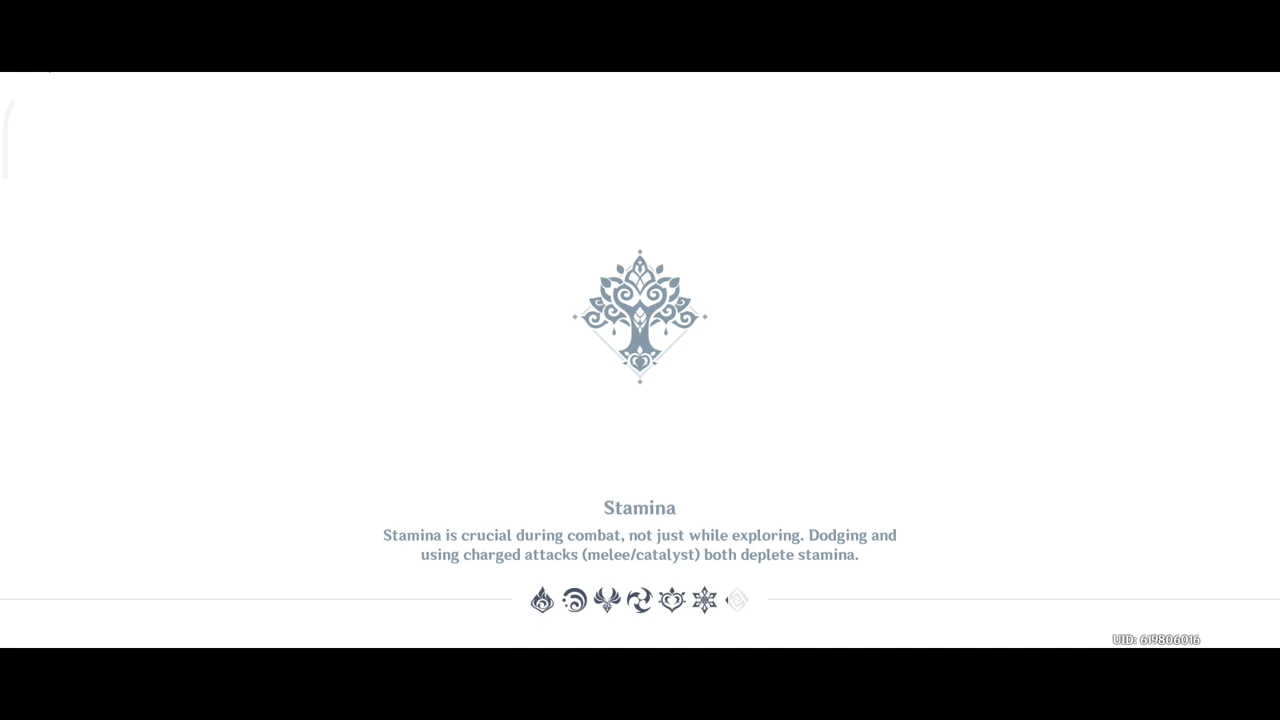 Stamina
Stamina is crucial during combat, not just while exploring. Dodging and
using charged attacks (melee/catalyst) both deplete stamina.
UID: 619806016